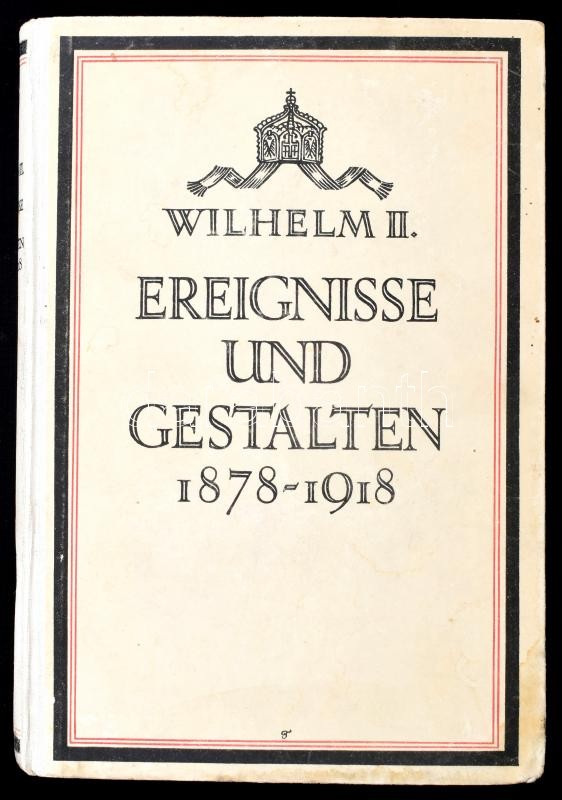 WILHELM II.
EREIGNISSE
UND
GESTALTEN
1878-1918